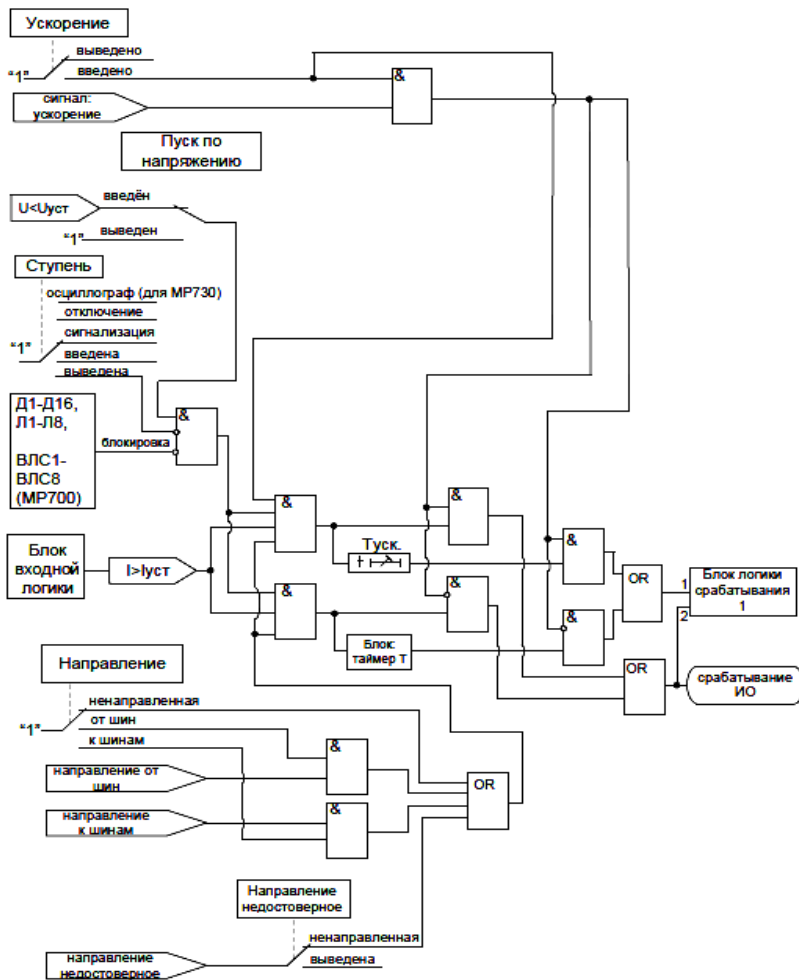 Ускорение
выведено
"1"
введено
&
сигнал:
ускорение
Пуск по
напряжению
введён
U<Uуст
"1"
выведен
Ступень
осциллограф (для МР730)
отключение
сигнализация
"1"
введена
выведена
Д1-Д16,
Л1-Л8,
ВЛС1-
ВЛС8
(МР700)
блокировка
&
&
&
Туск.
&
OR
Блок
входной
логики
I>Iуст
&
&
&
Блок:
таймер Т
1
2
Блок логики
срабатывания
1
OR
срабатывание
ИО
Направление
ненаправленная
"1"
от шин
к шинам
&
направление от
шин
OR
&
направление
к шинам
Направление
недостоверное
ненаправленная
выведена
направление
недостоверное